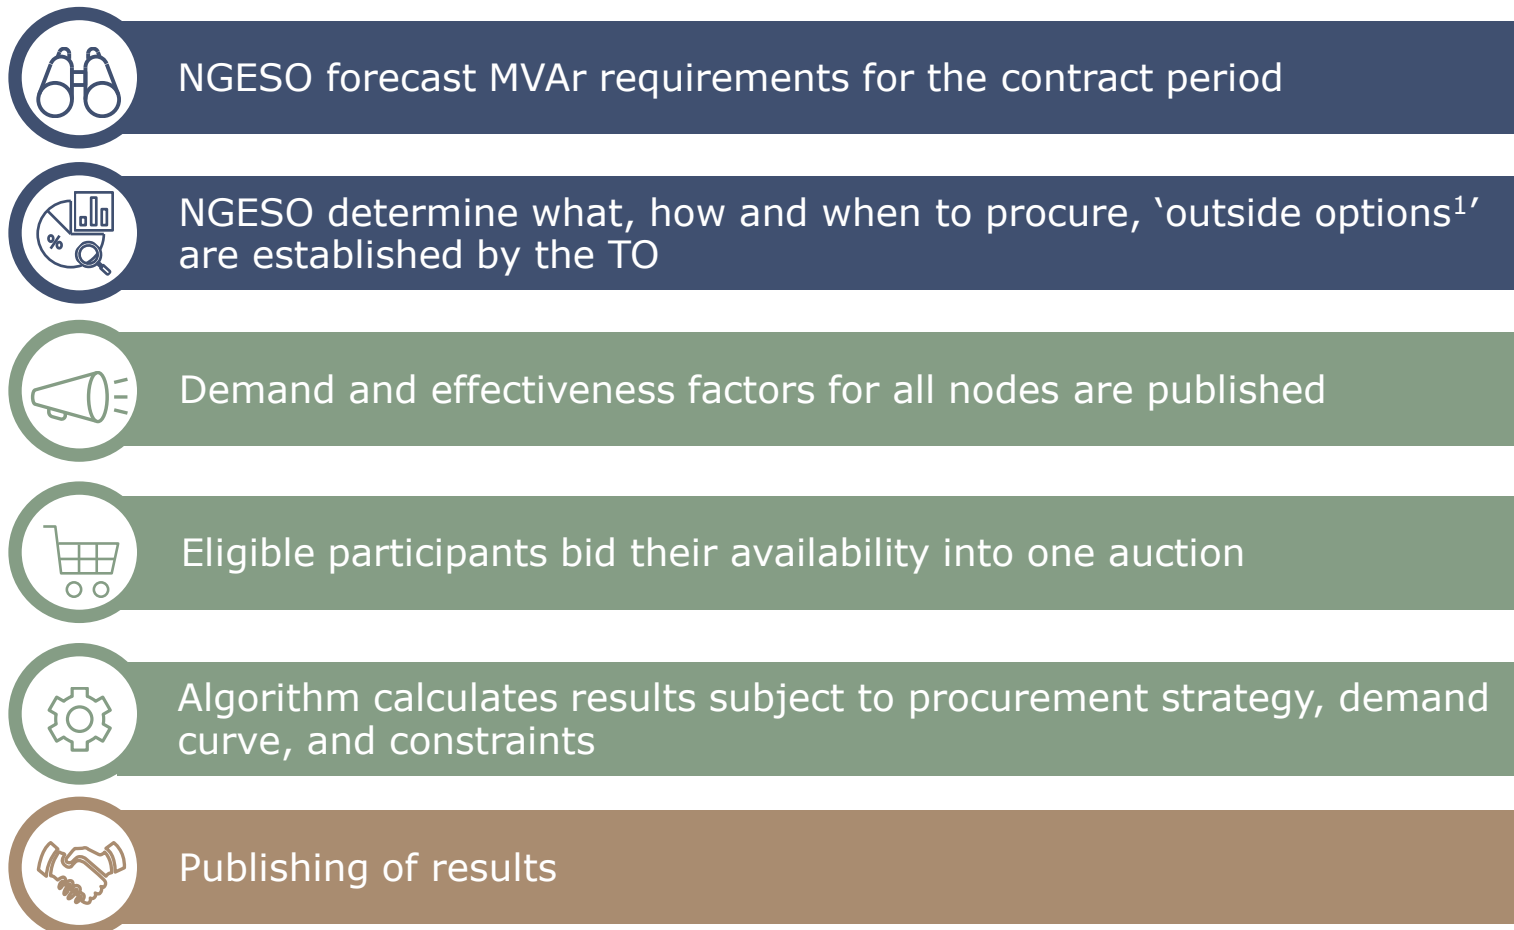 NGESO forecast MVAr requirements for the contract period
NGESO determine what, how and when to procure, ‘outside options¹’
are established by the TO
%
Demand and effectiveness factors for all nodes are published
Eligible participants bid their availability into one auction
Algorithm calculates results subject to procurement strategy, demand
curve, and constraints
Publishing of results